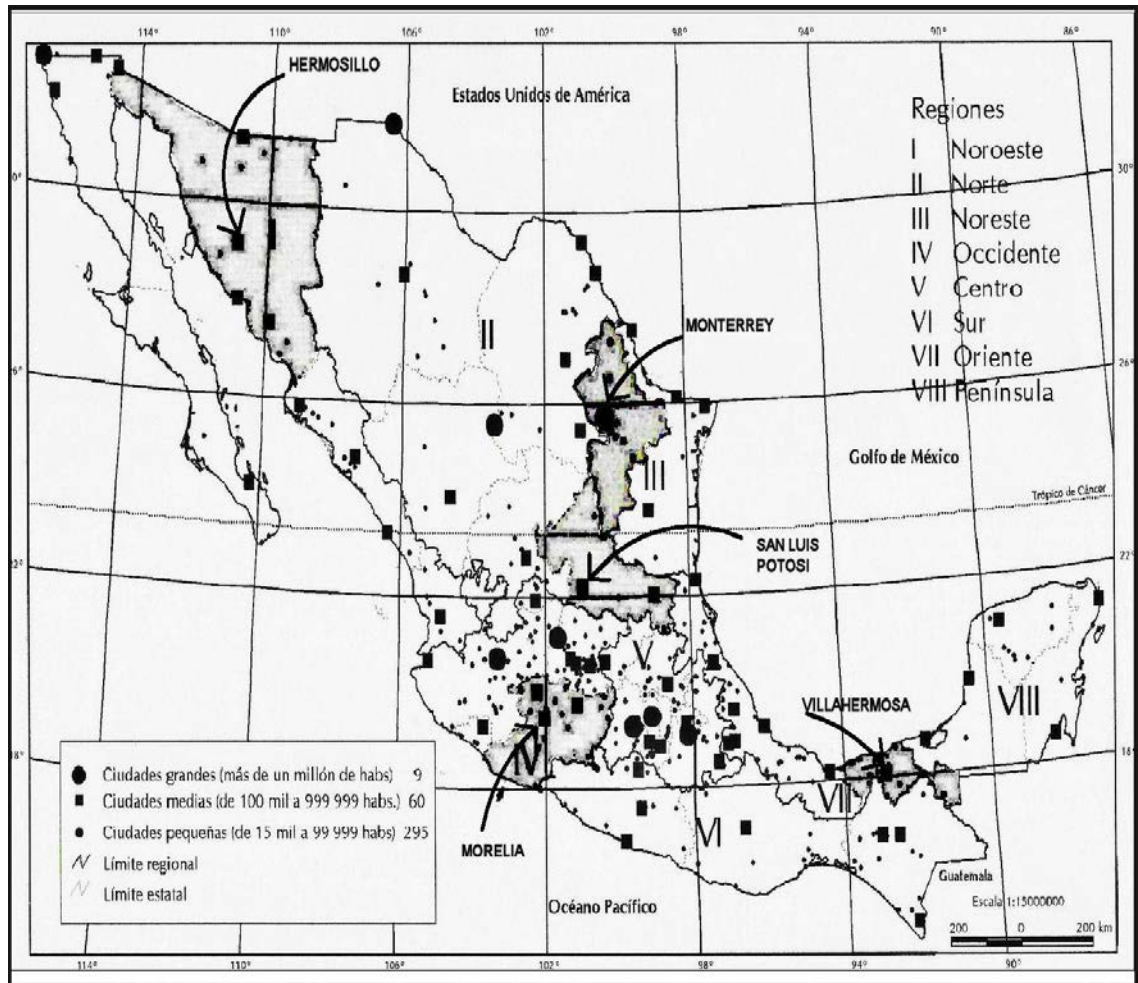 114°
110°
106°
102°
98°
94°
90°
86°
HERMOSILLO
Estados Unidos de América
Regiones
I Noroeste
II Norte
III Noreste
IV Occidente
V Centro
VI Sur
VII Oriente
VIII Península
0°
30°
II
MONTERREY
6°
26°
III
Golfo de México
Trópico de Cáncer
SAN LUIS
POTOSI
2°
22°
V
VILLAHERMOSA
VIII
18°
18°
IV
VII
VI
Ciudades grandes (más de un millón de habs) 9
Ciudades medias (de 100 mil a 999 999 habs.) 60
Ciudades pequeñas (de 15 mil a 99 999 habs) 295
Límite regional
Límite estatal
MORELIA
Océano Pacífico
Guatemala
Escala 1:15000000
200 0 200 km
114°
110°
106°
102°
98°
94°
90°